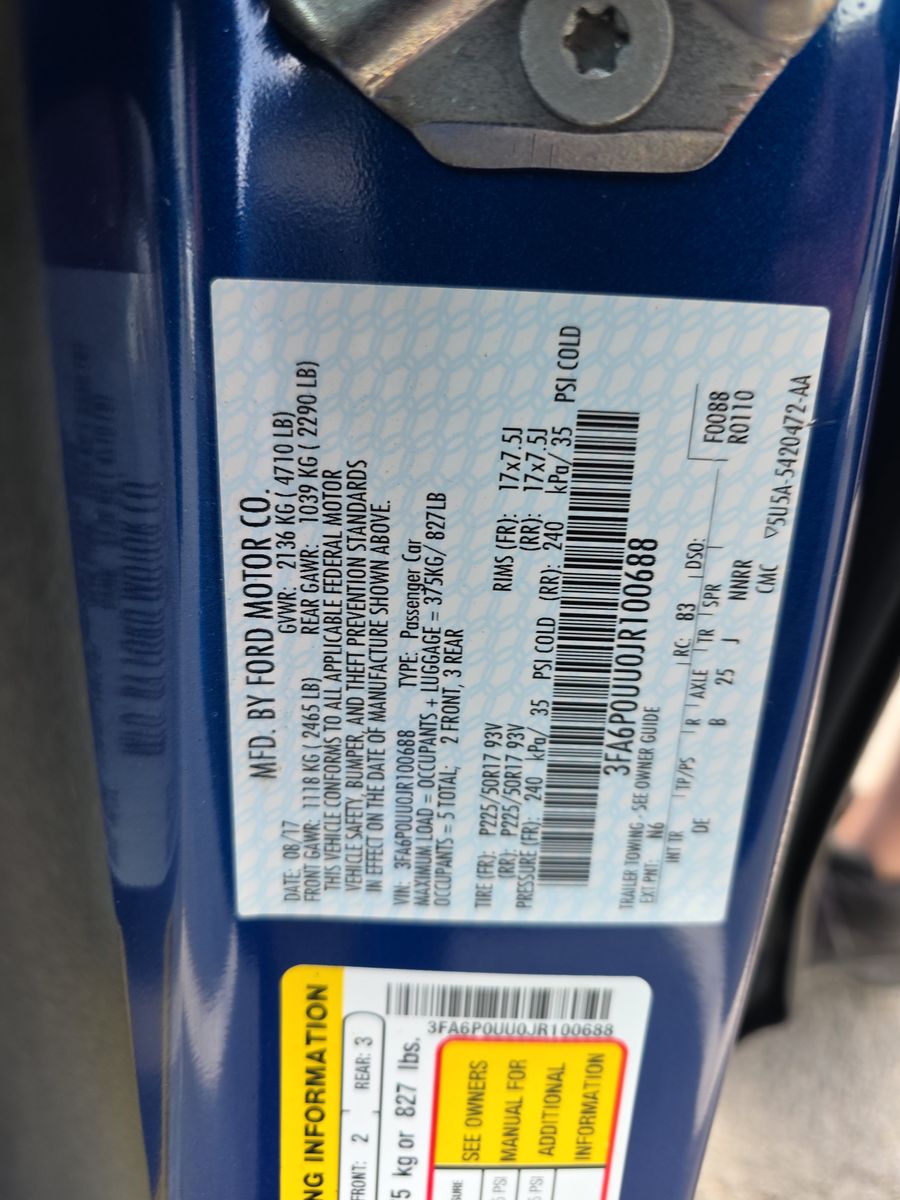 MFD. BY FORD MOTOR CO.
DATE: 08/17 GVWR: 2136 KG ( 4710 LB)
FRONT GAWR: 1118 KG ( 2465 LB) REAR GAWR: 1039 KG ( 2290 LB)
THIS VEHICLE CONFORMS TO ALL APPLICABLE FEDERAL MOTOR
VEHICLE SAFETY, BUMPER, AND THEFT PREVENTION STANDARDS
IN EFFECT ON THE DATE OF MANUFACTURE SHOWN ABOVE.
VIN: 3FA6P0UU0JR100688 TYPE: Passenger Car
MAXIMUM LOAD = OCCUPANTS + LUGGAGE = 375KG/ 827LB
OCCUPANTS = 5 TOTAL; 2 FRONT, 3 REAR
TIRE (FR): P225/50R17 93V RIMS (FR): 17x7.5J
(RR): P225/50R17 93V (RR): 17x7.5J
PRESSURE (FR): 240 kPa/ 35 PSI COLD (RR): 240 kPa/ 35 PSI COLD
3FA6P0UU0JR100688
TRAILER TOWING - SEE OWNER GUIDE
EXT PNT: N6 RC: 83 DSO:
INT TR TP/PS R AXLE TR SPR
DE B 25 J NNRR
F0088
R0110
CMC ▽5U5A-5420472-AA
NG INFORMATION
FRONT: 2 REAR: 3
3FA6P0UU0JR100688
5 kg or 827 lbs.
SEE OWNERS
MANUAL FOR
ADDITIONAL
INFORMATION
PSI
PSI